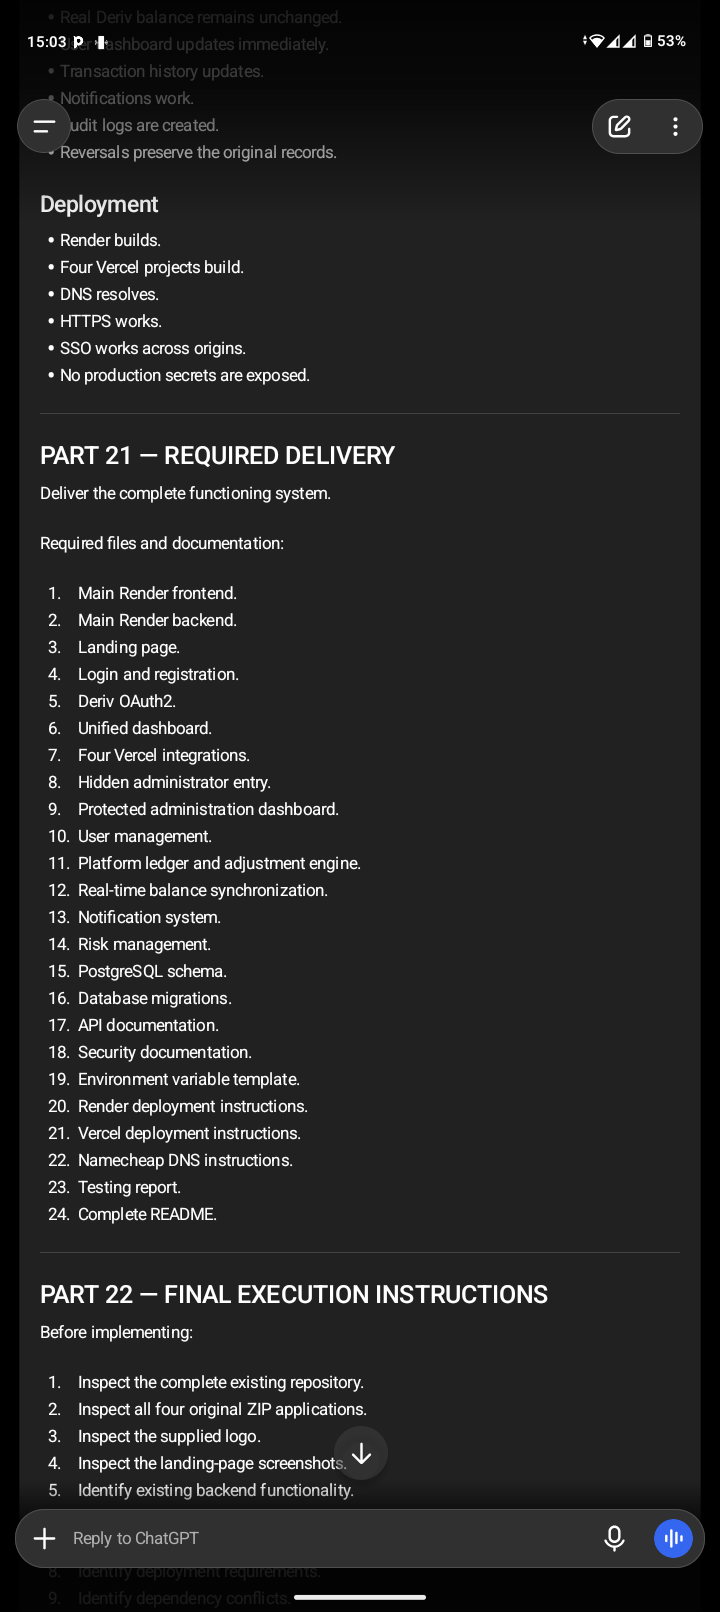 • Real Deriv balance remains unchanged.
15:03
53%
dashboard updates immediately.
• Transaction history updates.
• Notifications work.
udit logs are created.
• Reversals preserve the original records.
Deployment
• Render builds.
• Four Vercel projects build.
• DNS resolves.
• HTTPS works.
• SSO works across origins.
• No production secrets are exposed.
PART 21 — REQUIRED DELIVERY
Deliver the complete functioning system.
Required files and documentation:
1. Main Render frontend.
2. Main Render backend.
3. Landing page.
4. Login and registration.
5. Deriv OAuth2.
6. Unified dashboard.
7. Four Vercel integrations.
8. Hidden administrator entry.
9. Protected administration dashboard.
10. User management.
11. Platform ledger and adjustment engine.
12. Real-time balance synchronization.
13. Notification system.
14. Risk management.
15. PostgreSQL schema.
16. Database migrations.
17. API documentation.
18. Security documentation.
19. Environment variable template.
20. Render deployment instructions.
21. Vercel deployment instructions.
22. Namecheap DNS instructions.
23. Testing report.
24. Complete README.
PART 22 — FINAL EXECUTION INSTRUCTIONS
Before implementing:
1. Inspect the complete existing repository.
2. Inspect all four original ZIP applications.
3. Inspect the supplied logo.
4. Inspect the landing-page screenshots.
5. Identify existing backend functionality.
Reply to ChatGPT
8. Identify deployment requirements.
9. Identify dependency conflicts.